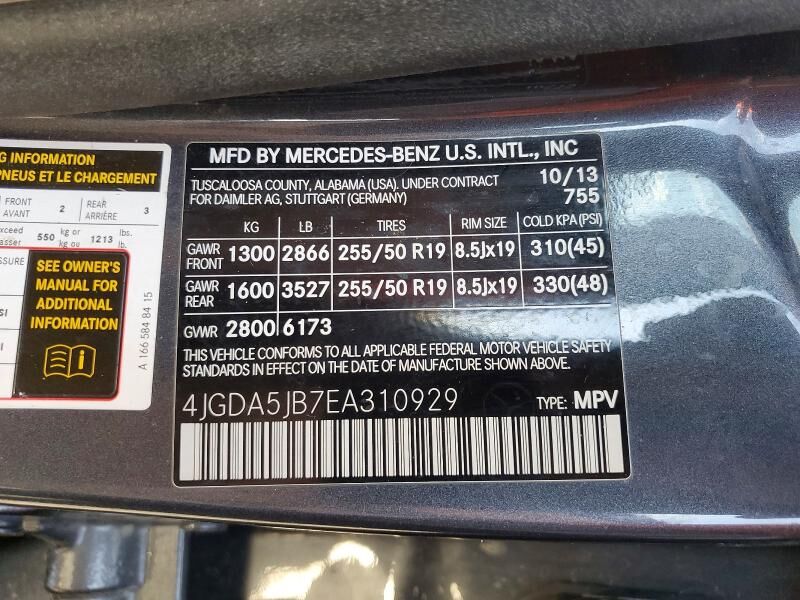 G INFORMATION
PNEUS ET LE CHARGEMENT
FRONT
AVANT
2
REAR
ARRIÈRE
3
550 kg or
kg ou
1213 lbs.
lb.
SEE OWNER'S
MANUAL FOR
ADDITIONAL
INFORMATION
A 166 584 84 15
MFD BY MERCEDES-BENZ U.S. INTL., INC
TUSCALOOSA COUNTY, ALABAMA (USA). UNDER CONTRACT 10/13
FOR DAIMLER AG, STUTTGART (GERMANY) 755
KG LB TIRES RIM SIZE COLD KPA (PSI)
GAWR FRONT 1300 2866 255/50 R19 8.5Jx19 310(45)
GAWR REAR 1600 3527 255/50 R19 8.5Jx19 330(48)
GWR 2800 6173
THIS VEHICLE CONFORMS TO ALL APPLICABLE FEDERAL MOTOR VEHICLE SAFETY
STANDARDS IN EFFECT ON THE DATE OF MANUFACTURE SHOWN ABOVE.
4JGDA5JB7EA310929 TYPE: MPV